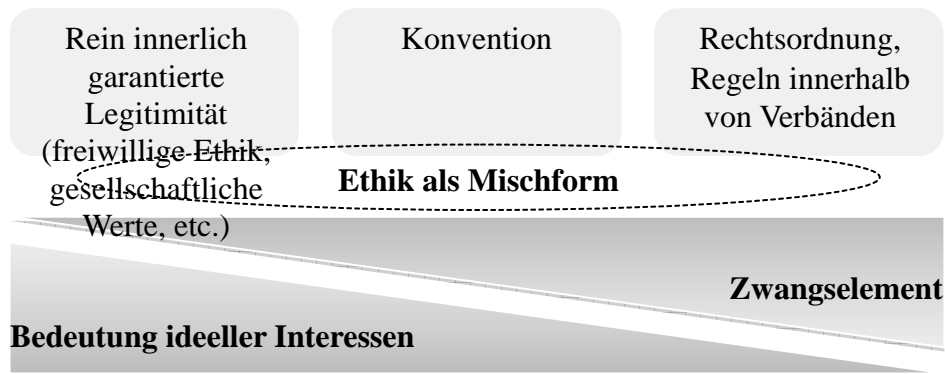 Rein innerlich
garantierte
Legitimität
(freiwillige Ethik,
gesellschaftliche
Werte, etc.)
Konvention
Rechtsordnung,
Regeln innerhalb
von Verbänden
Ethik als Mischform
Zwangselement
Bedeutung ideeller Interessen